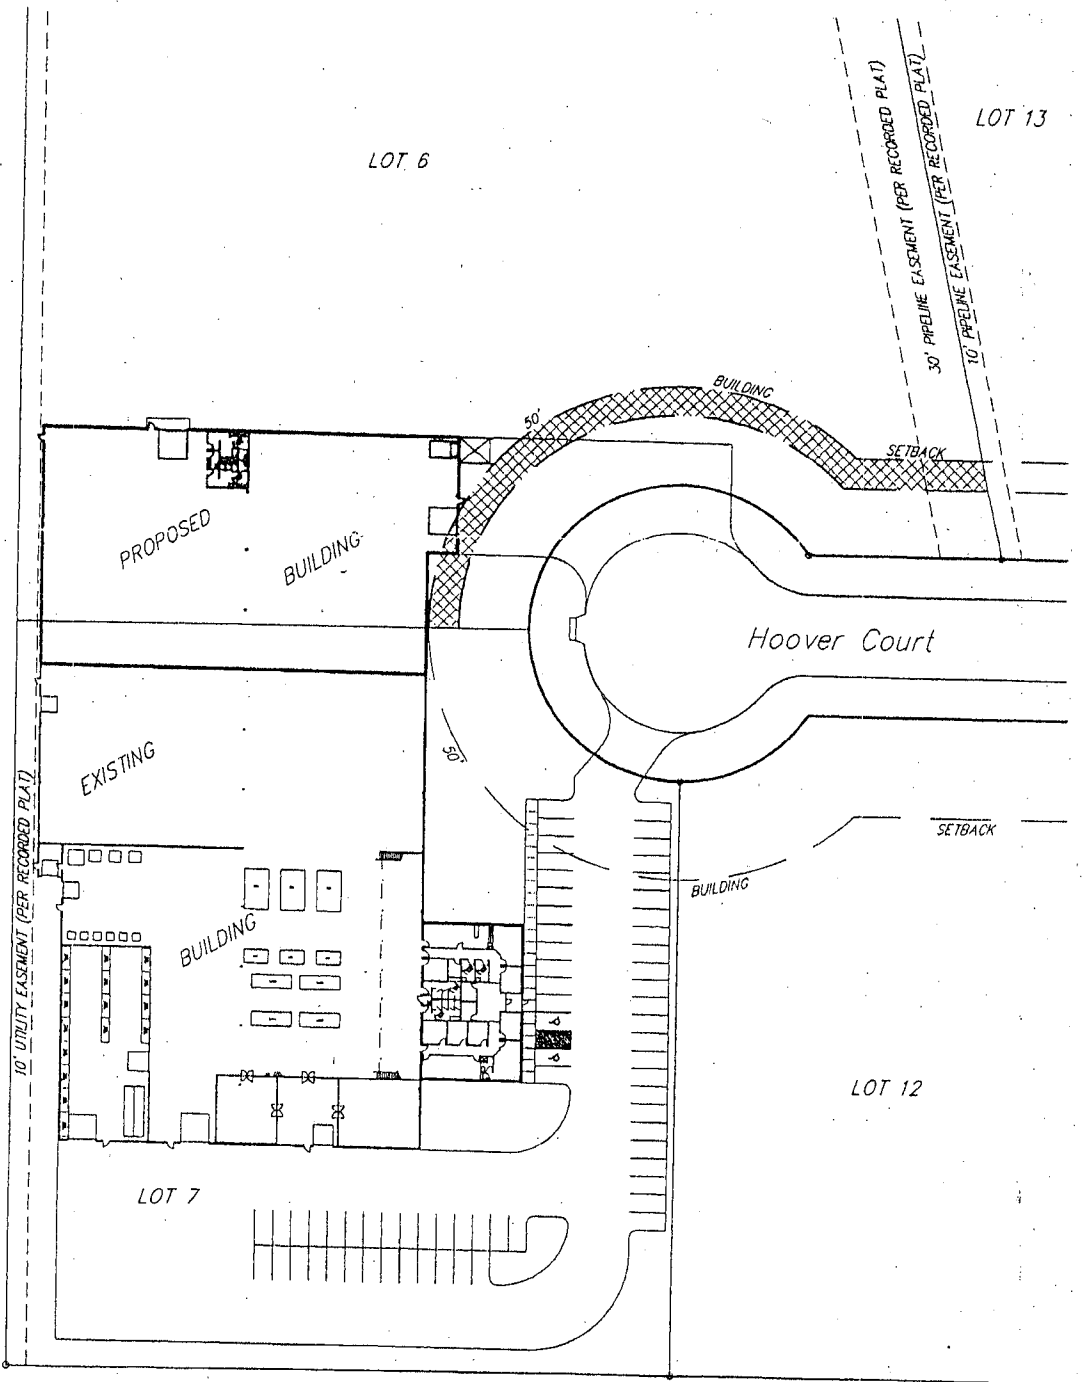 LOT 6
LOT 13
30' PIPELINE EASEMENT (PER RECORDED PLAT)
10' PIPELINE EASEMENT (PER RECORDED PLAT)
BUILDING
50'
SETBACK
PROPOSED
BUILDING
Hoover Court
EXISTING
50'
SETBACK
BUILDING
BUILDING
10' UTILITY EASEMENT (PER RECORDED PLAT)
LOT 12
LOT 7